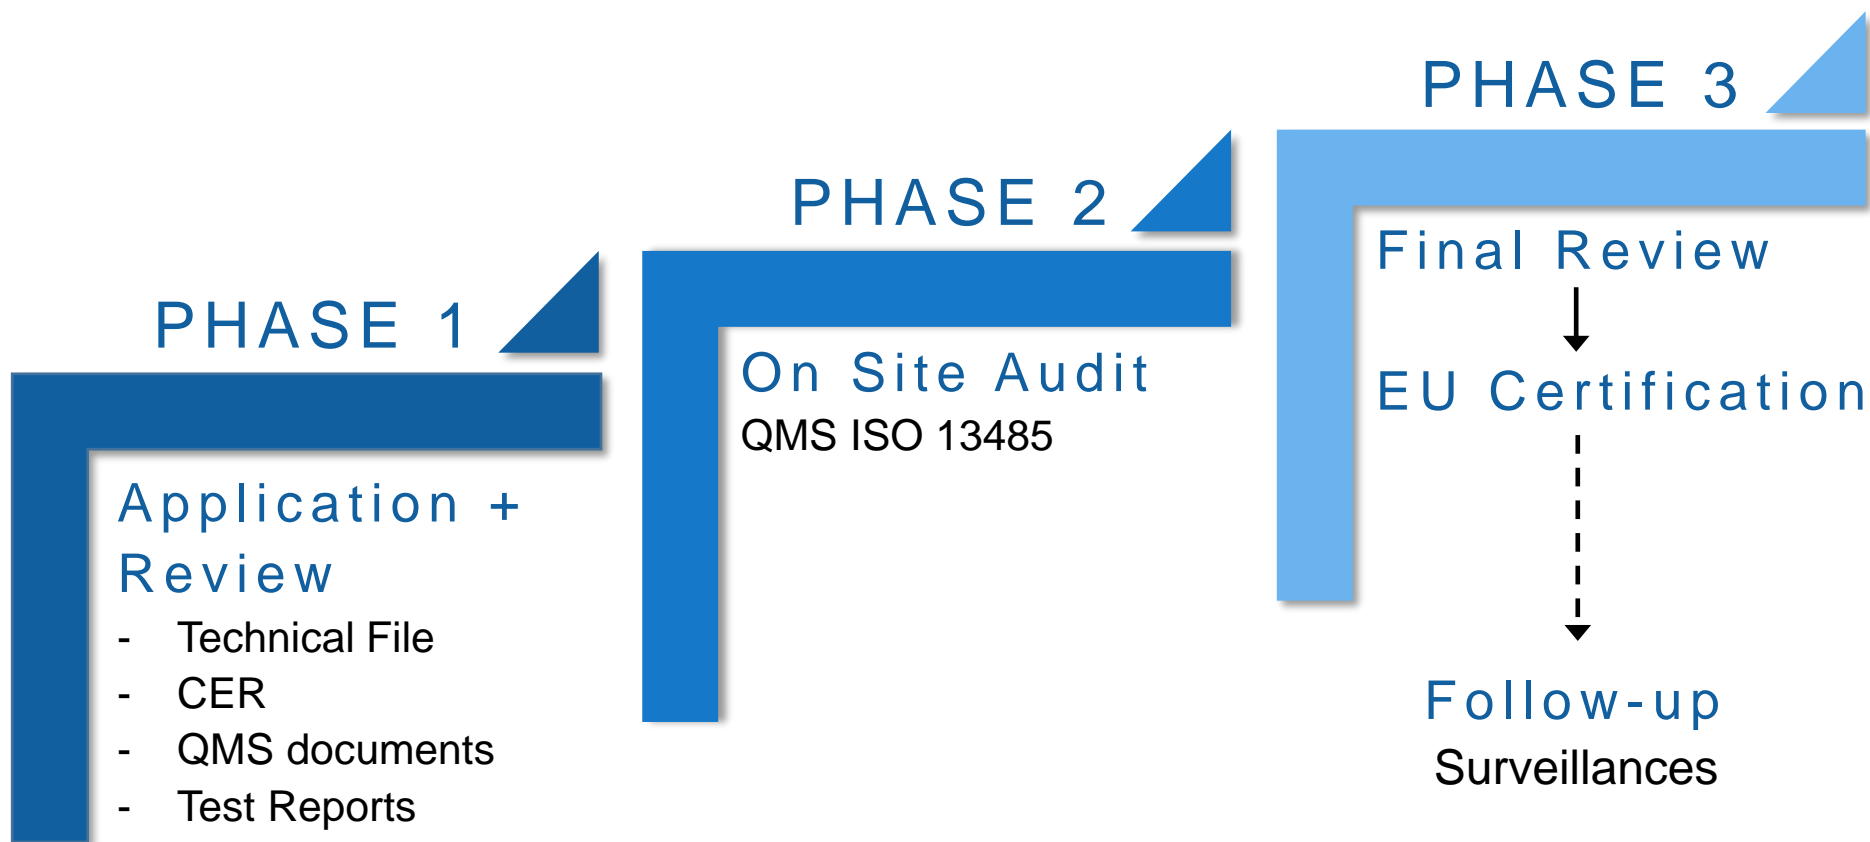 PHASE 1
Application +
Review
- Technical File
- CER
- QMS documents
- Test Reports
PHASE 2
On Site Audit
QMS ISO 13485
PHASE 3
Final Review
EU Certification
Follow-up
Surveillances